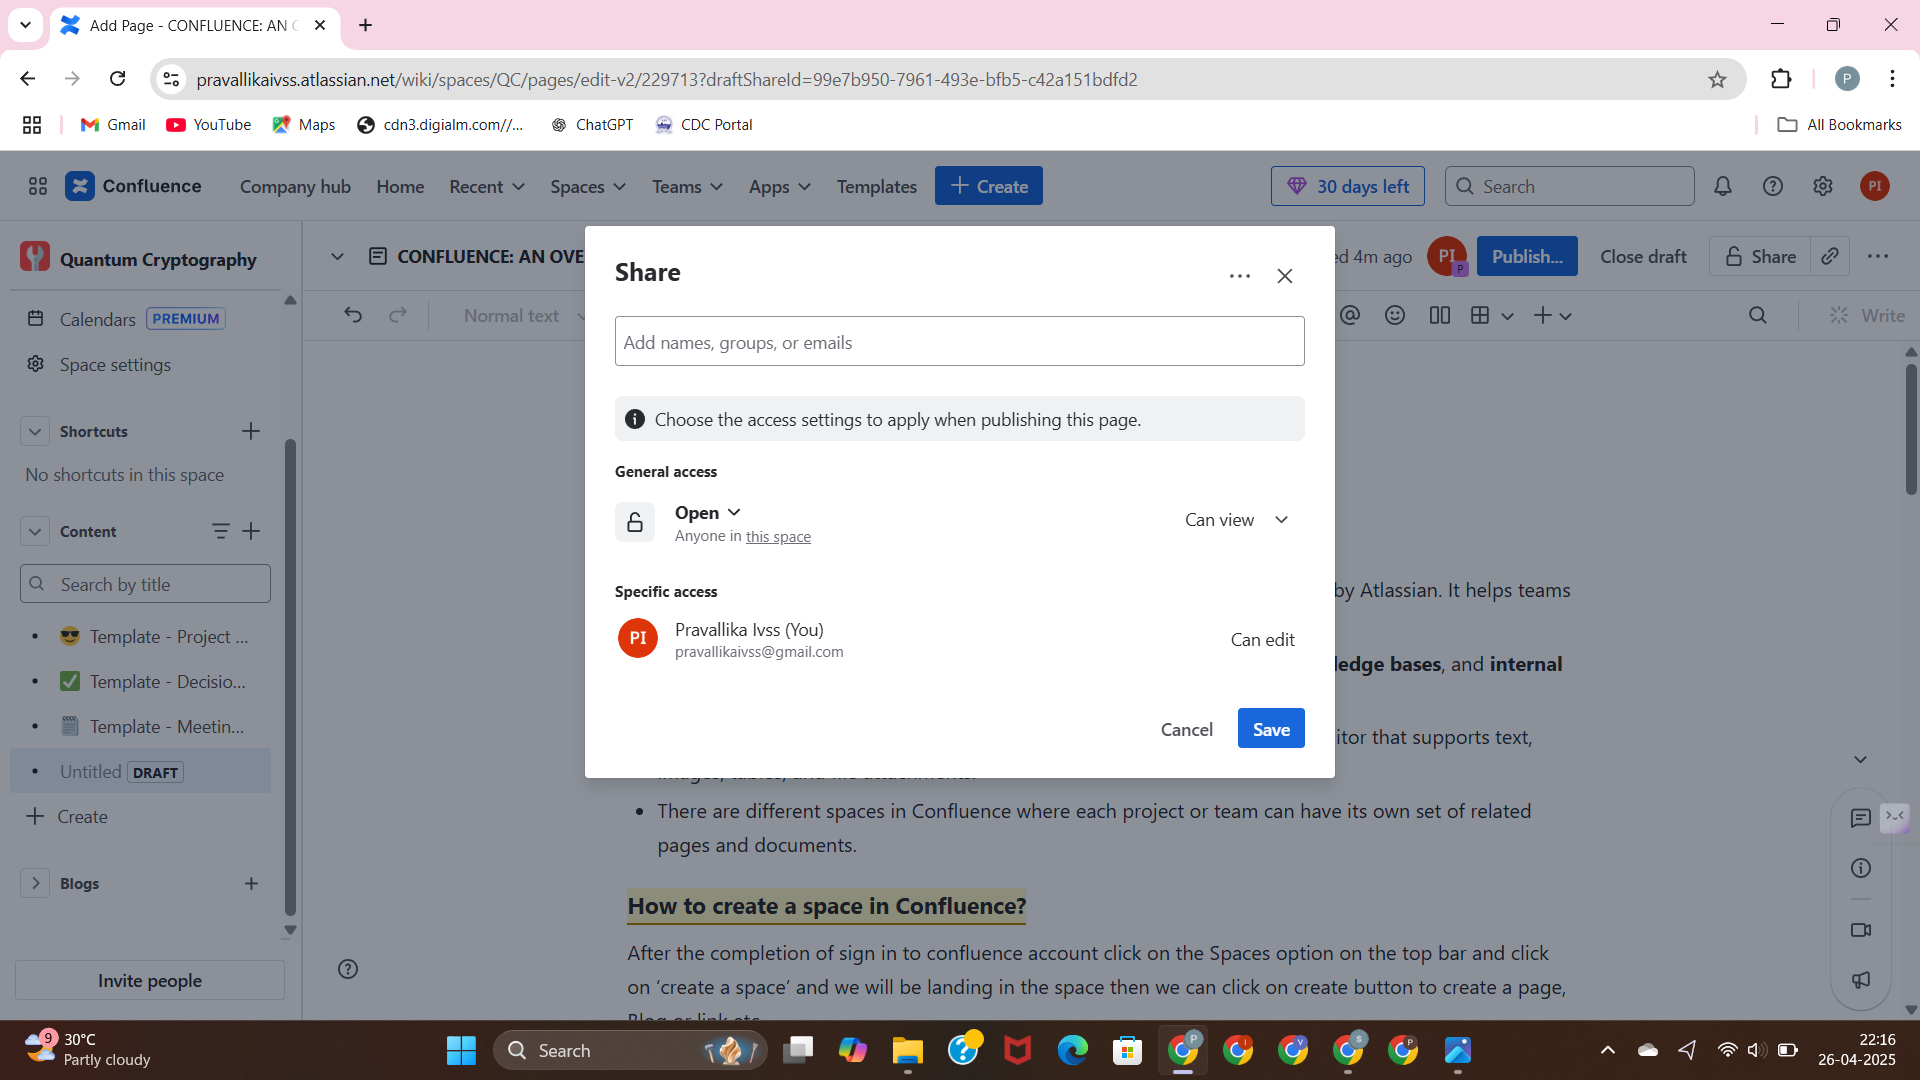 Add Page - CONFLUENCE: AN O
pravallikaivss.atlassian.net/wiki/spaces/QC/pages/edit-v2/229713?draftShareId=99e7b950-7961-493e-bfb5-c42a151bdfd2
P
Gmail
YouTube
Maps
cdn3.digialm.com//...
ChatGPT
CDC Portal
All Bookmarks
Confluence
Company hub
Home
Recent
Spaces
Teams
Apps
Templates
Create
30 days left
Search
PI
Quantum Cryptography
CONFLUENCE: AN OVE
ed 4m ago
PI
P
Publish...
Close draft
Share
Calendars PREMIUM
Normal text
Write
Space settings
Shortcuts
No shortcuts in this space
Content
Search by title
Template - Project ...
Template - Decisio...
Template - Meetin...
Untitled DRAFT
Create
Blogs
Invite people
Share
Add names, groups, or emails
Choose the access settings to apply when publishing this page.
General access
Open
Anyone in this space
Can view
Specific access
PI
Pravallika Ivss (You)
pravallikaivss@gmail.com
Can edit
Cancel
Save
by Atlassian. It helps teams
ledge bases, and internal
itor that supports text,
images, tables, and file attachments.
There are different spaces in Confluence where each project or team can have its own set of related
pages and documents.
How to create a space in Confluence?
After the completion of sign in to confluence account click on the Spaces option on the top bar and click
on ‘create a space’ and we will be landing in the space then we can click on create button to create a page,
Blog or link etc
9
30°C
Partly cloudy
Search
P
I
V
S
P
22:16
26-04-2025